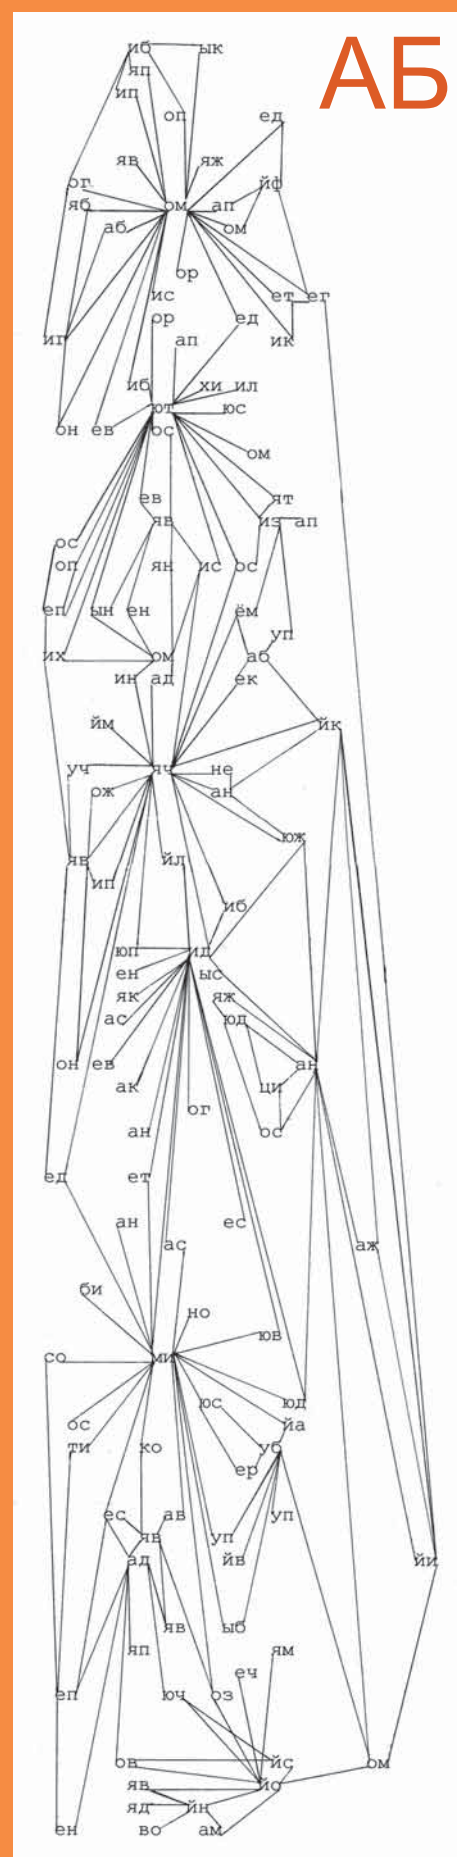 АБ
иб ык
яп
ип
оп ед
яв яж
ог йф
яб ом ап
аб ом
ор
ис ет ег
ор ед
иг ап ик
иб хи ил
ют юс
он ев ос
ом
ев ят
яв из ап
ос
оп ян ис ос
еп ын ен ём
уп
их ом аб
ин ад ек
йм йк
уч яч не
ож ан
юж
яв йл
ип
иб
юп ид
ен ыс
як яж
ас юд
он ев ан
ак ци
ог
ан ос
ед ет
ан ес
ас аж
би
но
юв
со ми
юс юд
ос йа
ти хо уб
ер
ес ав уп
яв уп
ад йв йи
яв ыб
яп ям
еч
еп юч оз
ов йс ом
яв йо
яд йн
ен во ам